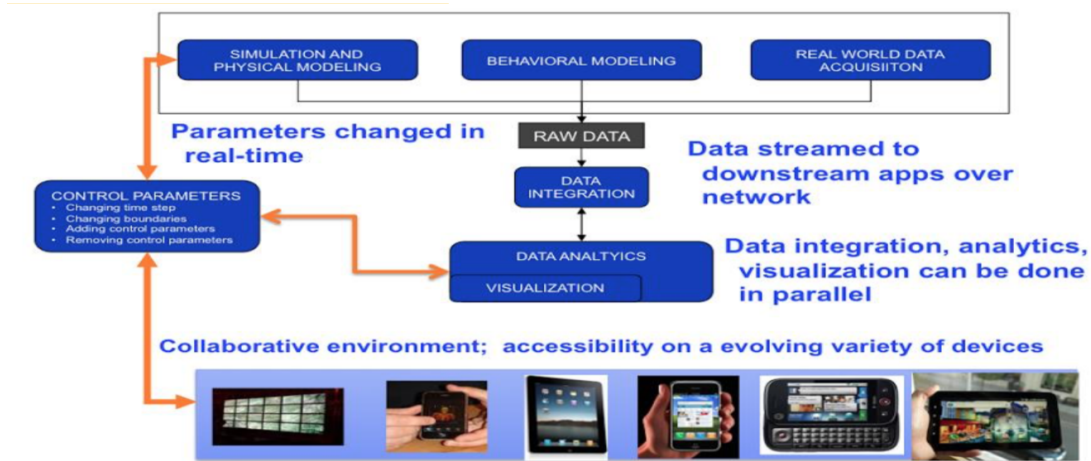 SIMULATION AND
PHYSICAL MODELING
BEHAVIORAL MODELING
REAL WORLD DATA
ACQUISIITON
Parameters changed in
real-time
RAW DATA
Data streamed to
downstream apps over
network
DATA
INTEGRATION
CONTROL PARAMETERS
• Changing time step
• Changing boundaries
• Adding control parameters
• Removing control parameters
Data integration, analytics,
visualization can be done
in parallel
DATA ANALTYICS
VISUALIZATION
Collaborative environment; accessibility on a evolving variety of devices